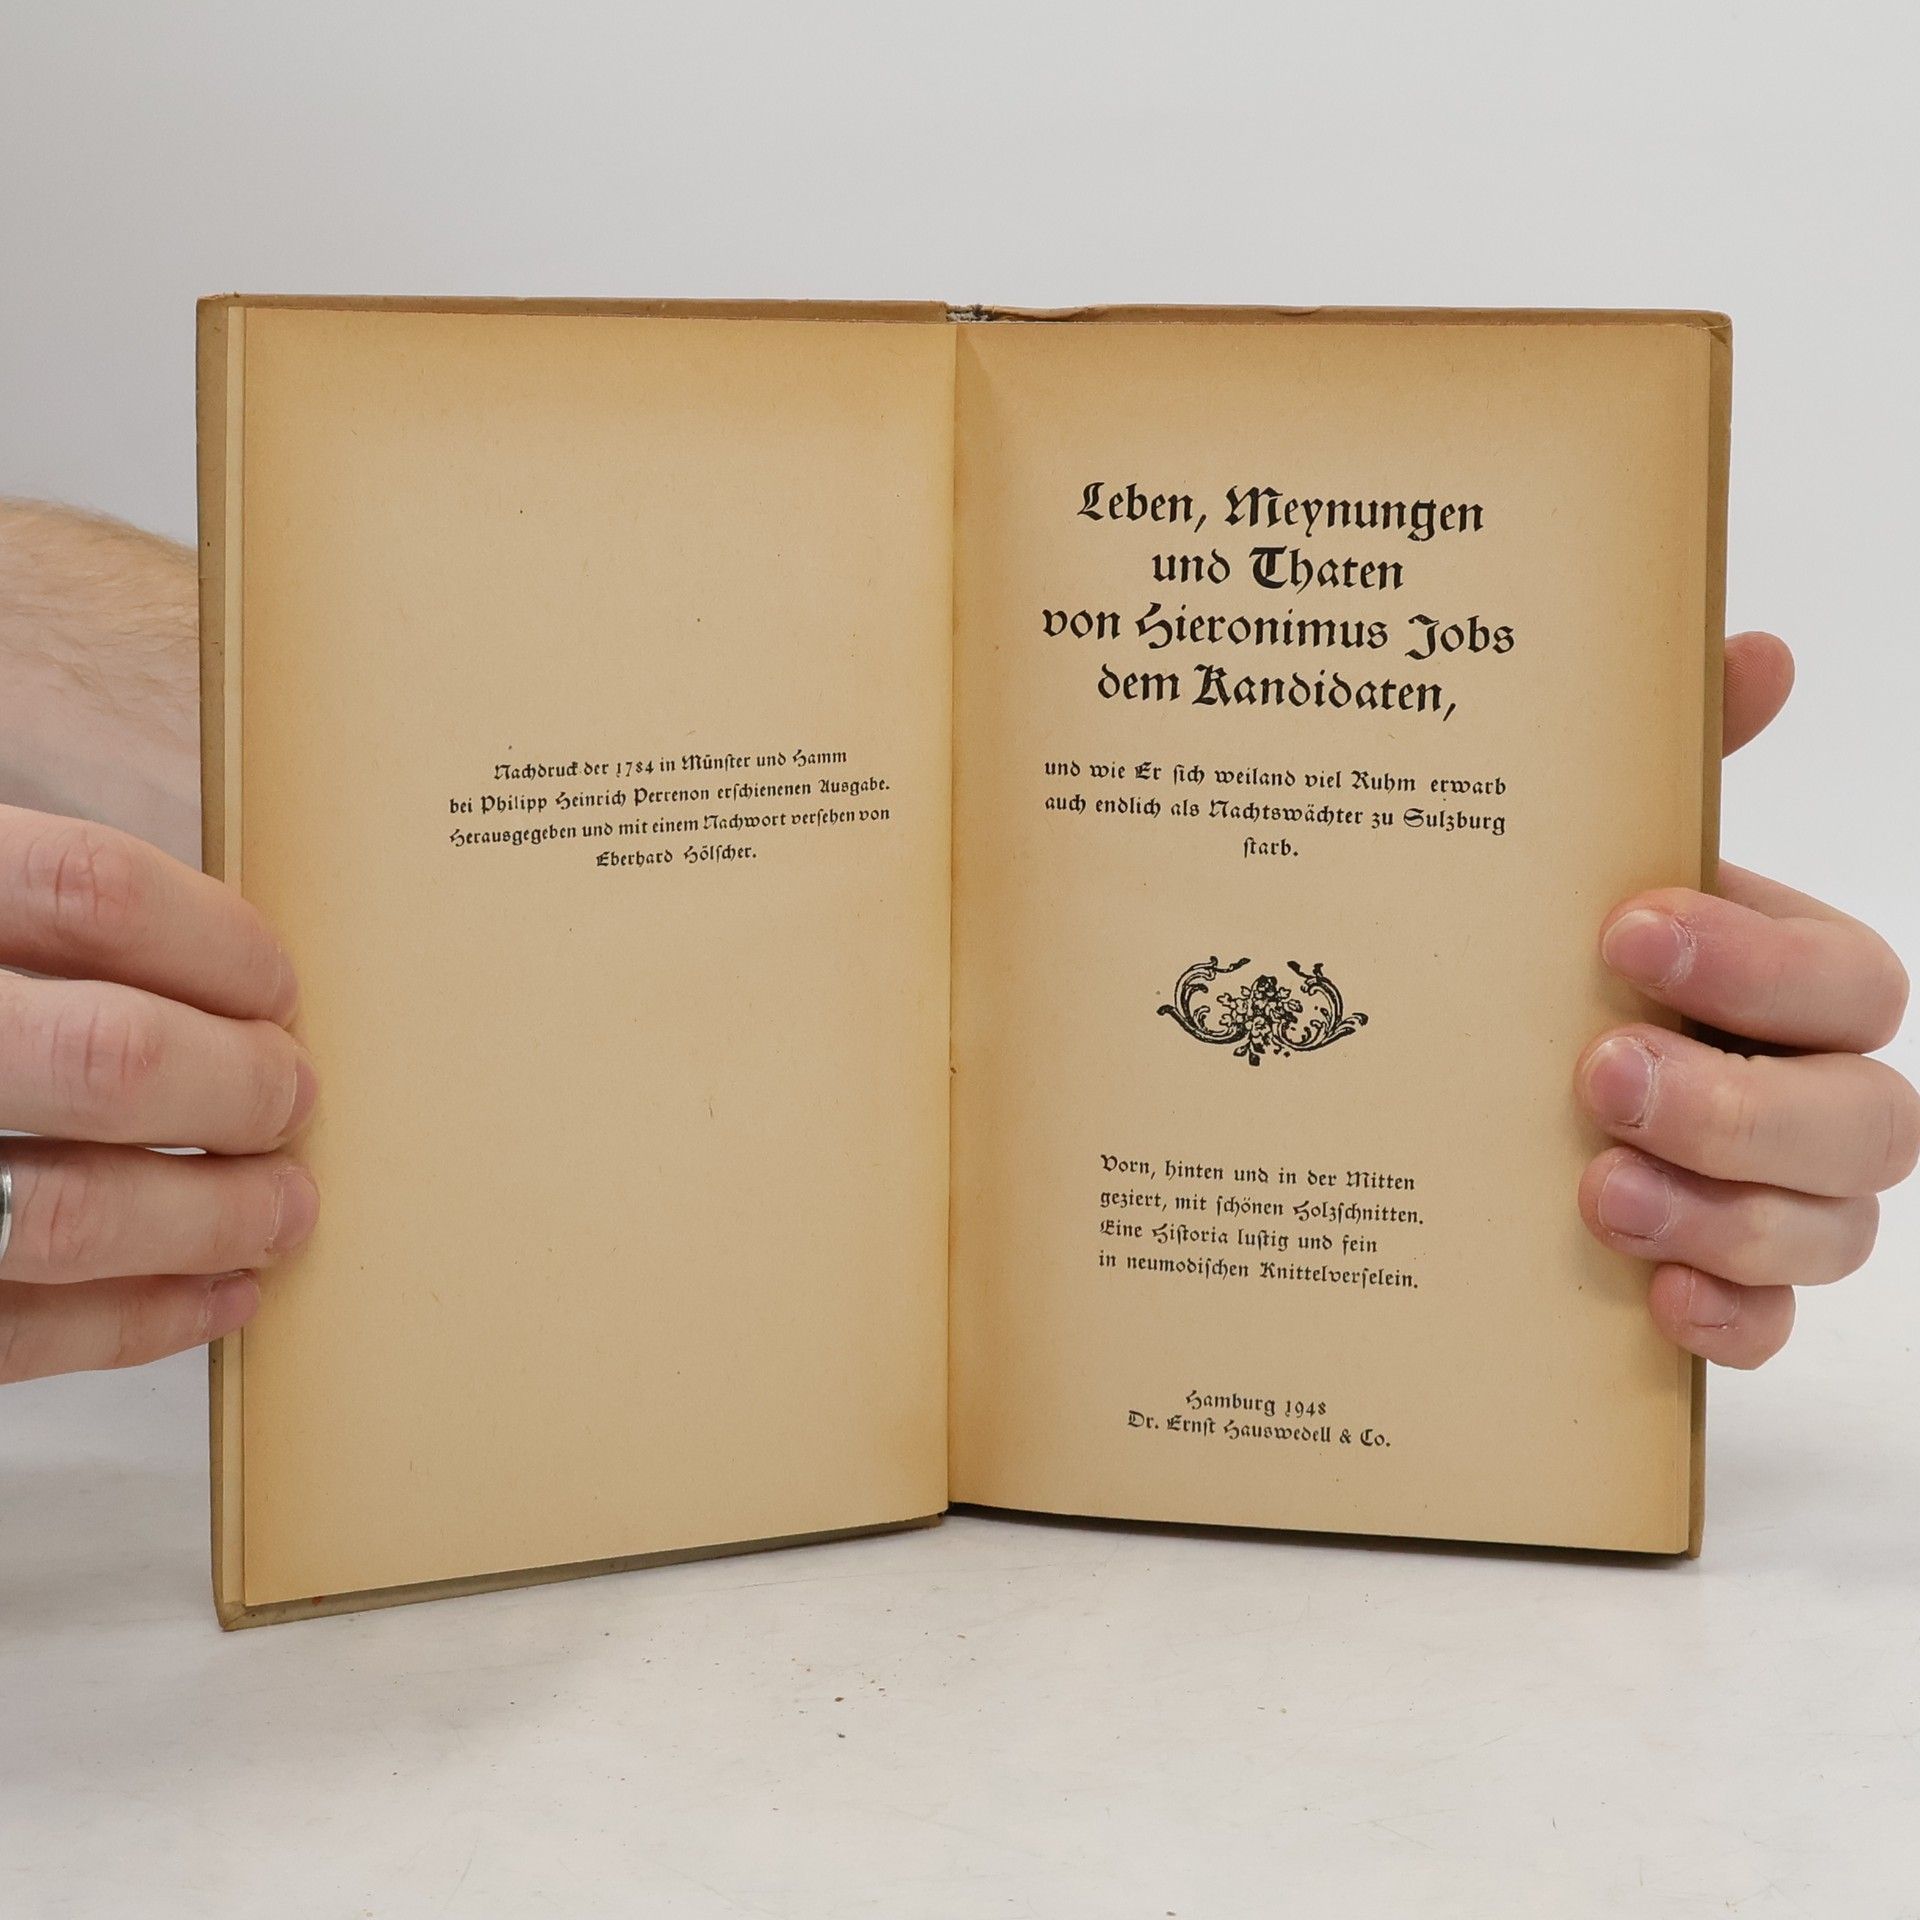 Nachdruck der 1784 in Münster und Hamm
bei Philipp Heinrich Perrenon erschienenen Ausgabe.
Herausgegeben und mit einem Nachwort versehen von
Eberhard Hölscher.
Leben, Meynungen
und Thaten
von Hieronimus Jobs
dem Kandidaten,
und wie Er sich weiland viel Ruhm erwarb
auch endlich als Nachtswächter zu Sulzburg
starb.
Vorn, hinten und in der Mitten
geziert, mit schönen Holzschnitten.
Eine Historia lustig und fein
in neumodischen Knittelverselein.
Hamburg 1948
Dr. Ernst Hauswedell & Co.